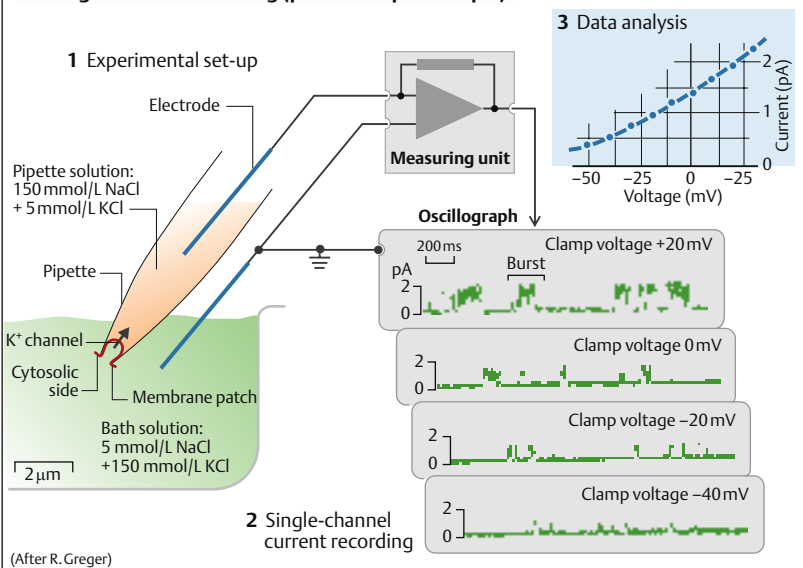 3 Data analysis
1 Experimental set-up
Electrode
Pipette solution:
150 mmol/L NaCl
+ 5 mmol/L KCl
Pipette
K⁺ channel
Cytosolic
side
Membrane patch
Bath solution:
5 mmol/L NaCl
+150 mmol/L KCl
2 µm
Measuring unit
2
1
0
Current (pA)
−50 −25 0 −25
Voltage (mV)
Oscillograph
200 ms
Clamp voltage +20 mV
Burst
pA
2
0
Clamp voltage 0 mV
2
0
Clamp voltage −20 mV
2
0
Clamp voltage −40 mV
2
0
2 Single-channel
current recording
(After R. Greger)